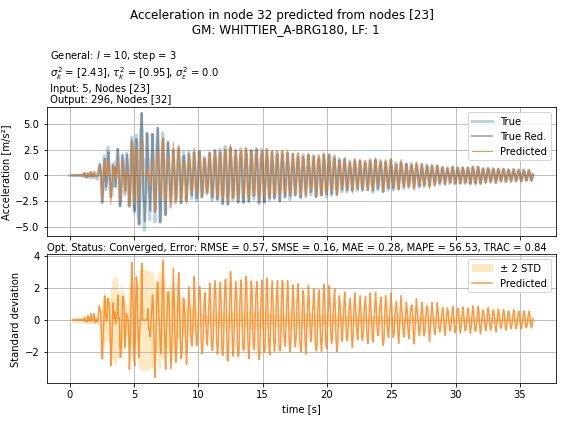 Acceleration in node 32 predicted from nodes [23]
GM: WHITTIER_A-BRG180, LF: 1
General: l = 10, step = 3
σ²ₖ = [2.43], τ²ₖ = [0.95], σ²ₑ = 0.0
Input: 5, Nodes [23]
Output: 296, Nodes [32]
Acceleration [m/s²]
5.0
2.5
0.0
−2.5
−5.0
True
True Red.
Predicted
Opt. Status: Converged, Error: RMSE = 0.57, SMSE = 0.16, MAE = 0.28, MAPE = 56.53, TRAC = 0.84
Standard deviation
4
2
0
−2
± 2 STD
Predicted
0 5 10 15 20 25 30 35
time [s]